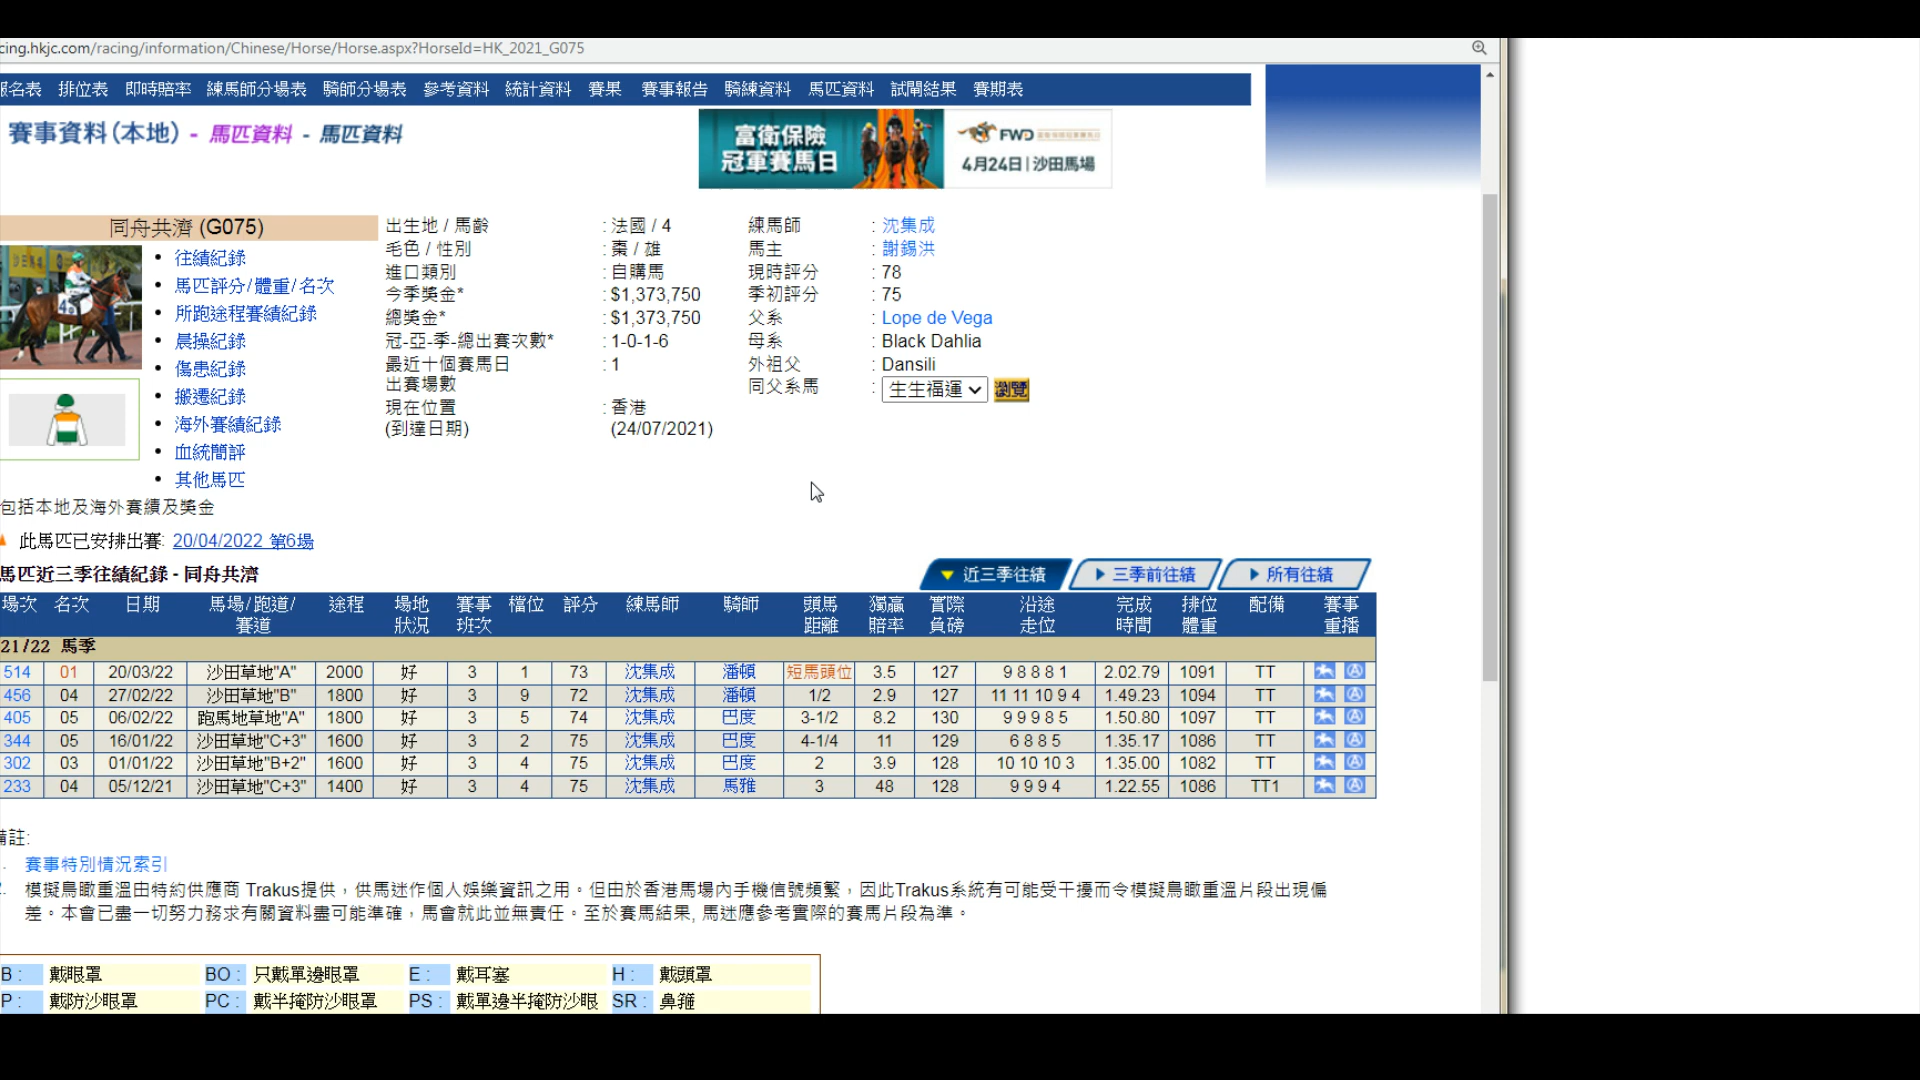 cing.hkjc.com/racing/information/Chinese/Horse/Horse.aspx?HorseId=HK_2021_G075
報名表 排位表 即時賠率 練馬師分場表 騎師分場表 參考資料 統計資料 賽果 賽事報告 騎練資料 馬匹資料 試閘結果 賽期表
賽事資料(本地) - 馬匹資料 - 馬匹資料
富衛保險
冠軍賽馬日
FWD
4月24日|沙田馬場
同舟共濟 (G075)
往績紀錄
馬匹評分/體重/名次
所跑途程賽績紀錄
晨操紀錄
傷患紀錄
搬遷紀錄
海外賽績紀錄
血統簡評
其他馬匹
出生地 / 馬齡 : 法國 / 4
毛色 / 性別 : 棗 / 雄
進口類別 : 自購馬
今季獎金* : $1,373,750
總獎金* : $1,373,750
冠-亞-季-總出賽次數* : 1-0-1-6
最近十個賽馬日 : 1
出賽場數
現在位置 : 香港
(到達日期) (24/07/2021)
練馬師 : 沈集成
馬主 : 謝錫洪
現時評分 : 78
季初評分 : 75
父系 : Lope de Vega
母系 : Black Dahlia
外祖父 : Dansili
同父系馬 : 生生福運 瀏覽
包括本地及海外賽績及獎金
此馬匹已安排出賽: 20/04/2022 第6場
馬匹近三季往績紀錄 - 同舟共濟
近三季往績 三季前往績 所有往績
場次 名次 日期 馬場/跑道/賽道 途程 場地狀況 賽事班次 檔位 評分 練馬師 騎師 頭馬距離 獨贏賠率 實際負磅 沿途走位 完成時間 排位體重 配備 賽事重播
21/22 馬季
514 01 20/03/22 沙田草地"A" 2000 好 3 1 73 沈集成 潘頓 短馬頭位 3.5 127 9 8 8 8 1 2.02.79 1091 TT
456 04 27/02/22 沙田草地"B" 1800 好 3 9 72 沈集成 潘頓 1/2 2.9 127 11 11 10 9 4 1.49.23 1094 TT
405 05 06/02/22 跑馬地草地"A" 1800 好 3 5 74 沈集成 巴度 3-1/2 8.2 130 9 9 9 8 5 1.50.80 1097 TT
344 05 16/01/22 沙田草地"C+3" 1600 好 3 2 75 沈集成 巴度 4-1/4 11 129 6 8 8 5 1.35.17 1086 TT
302 03 01/01/22 沙田草地"B+2" 1600 好 3 4 75 沈集成 巴度 2 3.9 128 10 10 10 3 1.35.00 1082 TT
233 04 05/12/21 沙田草地"C+3" 1400 好 3 4 75 沈集成 馬雅 3 48 128 9 9 9 4 1.22.55 1086 TT1
備註:
賽事特別情況索引
2. 模擬鳥瞰重溫由特約供應商 Trakus提供，供馬迷作個人娛樂資訊之用。但由於香港馬場內手機信號頻繁，因此Trakus系統有可能受干擾而令模擬鳥瞰重溫片段出現偏
差。本會已盡一切努力務求有關資料盡可能準確，馬會就此並無責任。至於賽馬結果, 馬迷應參考實際的賽馬片段為準。
B : 戴眼罩 BO : 只戴單邊眼罩 E : 戴耳塞 H : 戴頭罩
P : 戴防沙眼罩 PC : 戴半掩防沙眼罩 PS : 戴單邊半掩防沙眼 SR : 鼻箍